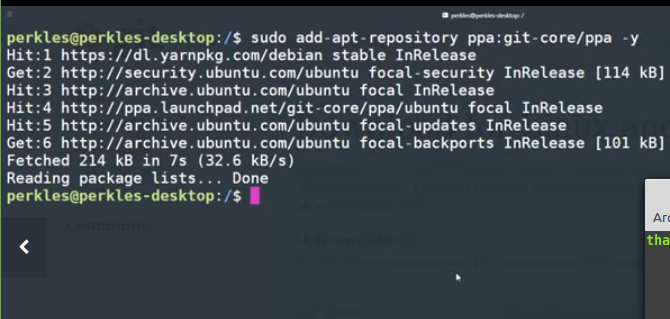 perkles@perkles-desktop: /
perkles@perkles-desktop:/$ sudo add-apt-repository ppa:git-core/ppa -y
Hit:1 https://dl.yarnpkg.com/debian stable InRelease
Get:2 http://security.ubuntu.com/ubuntu focal-security InRelease [114 kB]
Hit:3 http://archive.ubuntu.com/ubuntu focal InRelease
Hit:4 http://ppa.launchpad.net/git-core/ppa/ubuntu focal InRelease
Hit:5 http://archive.ubuntu.com/ubuntu focal-updates InRelease
Get:6 http://archive.ubuntu.com/ubuntu focal-backports InRelease [101 kB]
Fetched 214 kB in 7s (32.6 kB/s)
Reading package lists... Done
perkles@perkles-desktop:/$
Arc
tha